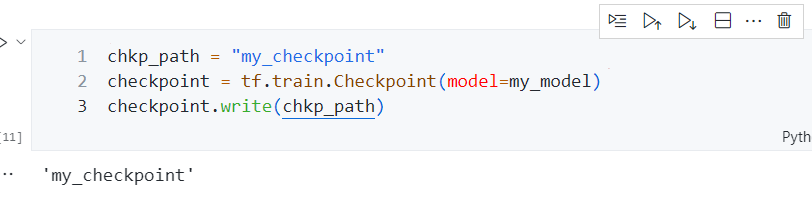 1 chkp_path = "my_checkpoint"
2 checkpoint = tf.train.Checkpoint(model=my_model)
3 checkpoint.write(chkp_path)
[11]
Pyth
'my_checkpoint'